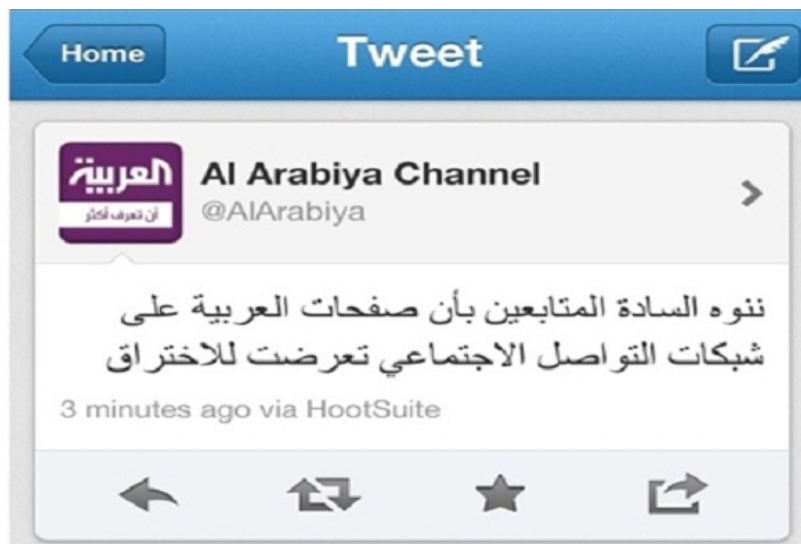 Home
Tweet
العربية
أن تعرف أكثر
Al Arabiya Channel
@AlArabiya
ننوه السادة المتابعين بأن صفحات العربية على
شبكات التواصل الاجتماعي تعرضت للاختراق
3 minutes ago via HootSuite